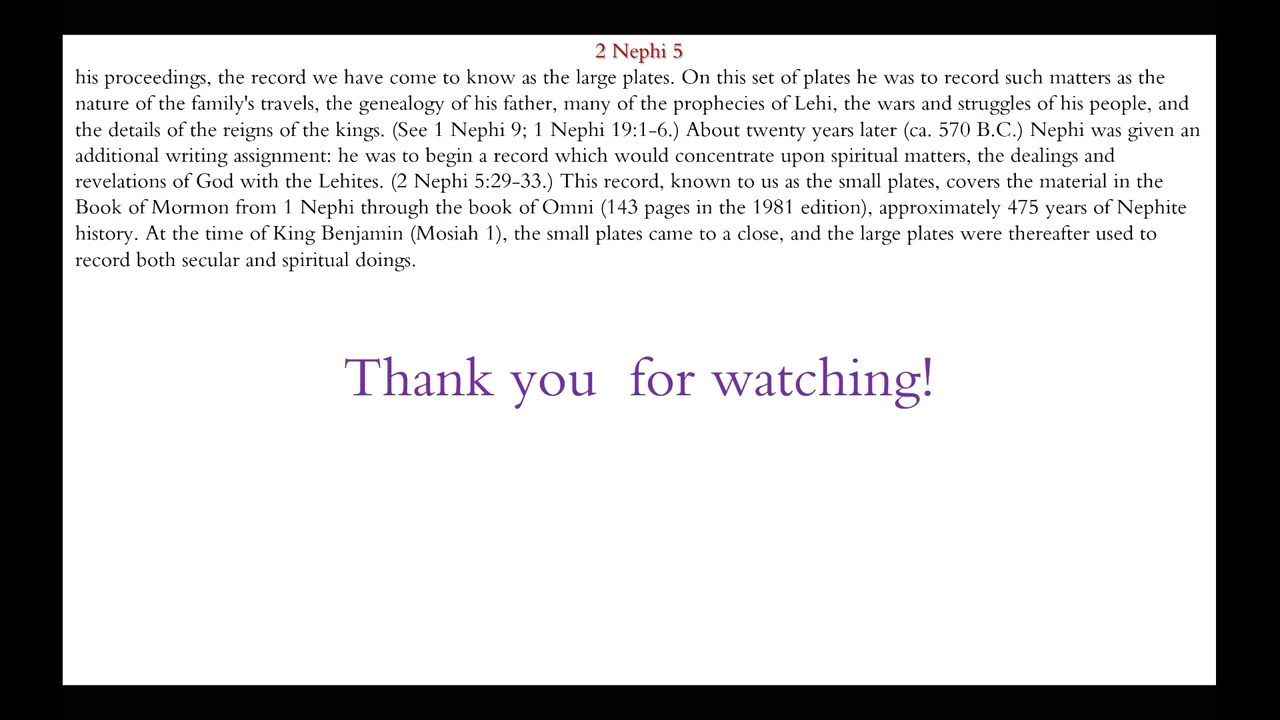 2 Nephi 5
his proceedings, the record we have come to know as the large plates. On this set of plates he was to record such matters as the
nature of the family's travels, the genealogy of his father, many of the prophecies of Lehi, the wars and struggles of his people, and
the details of the reigns of the kings. (See 1 Nephi 9; 1 Nephi 19:1-6.) About twenty years later (ca. 570 B.C.) Nephi was given an
additional writing assignment: he was to begin a record which would concentrate upon spiritual matters, the dealings and
revelations of God with the Lehites. (2 Nephi 5:29-33.) This record, known to us as the small plates, covers the material in the
Book of Mormon from 1 Nephi through the book of Omni (143 pages in the 1981 edition), approximately 475 years of Nephite
history. At the time of King Benjamin (Mosiah 1), the small plates came to a close, and the large plates were thereafter used to
record both secular and spiritual doings.
Thank you  for watching!